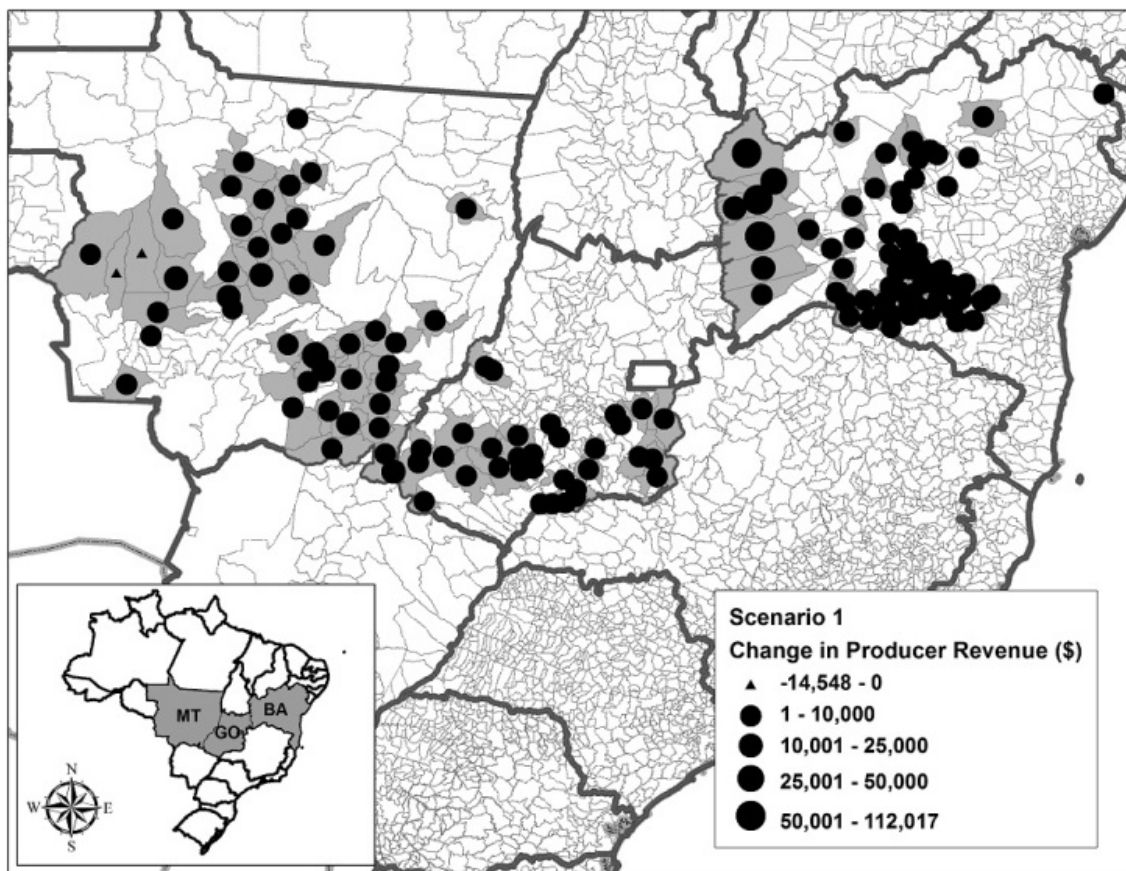 Scenario 1
Change in Producer Revenue ($)
-14,548 - 0
1 - 10,000
10,001 - 25,000
25,001 - 50,000
50,001 - 112,017
MT
BA
GO
N
W E
S